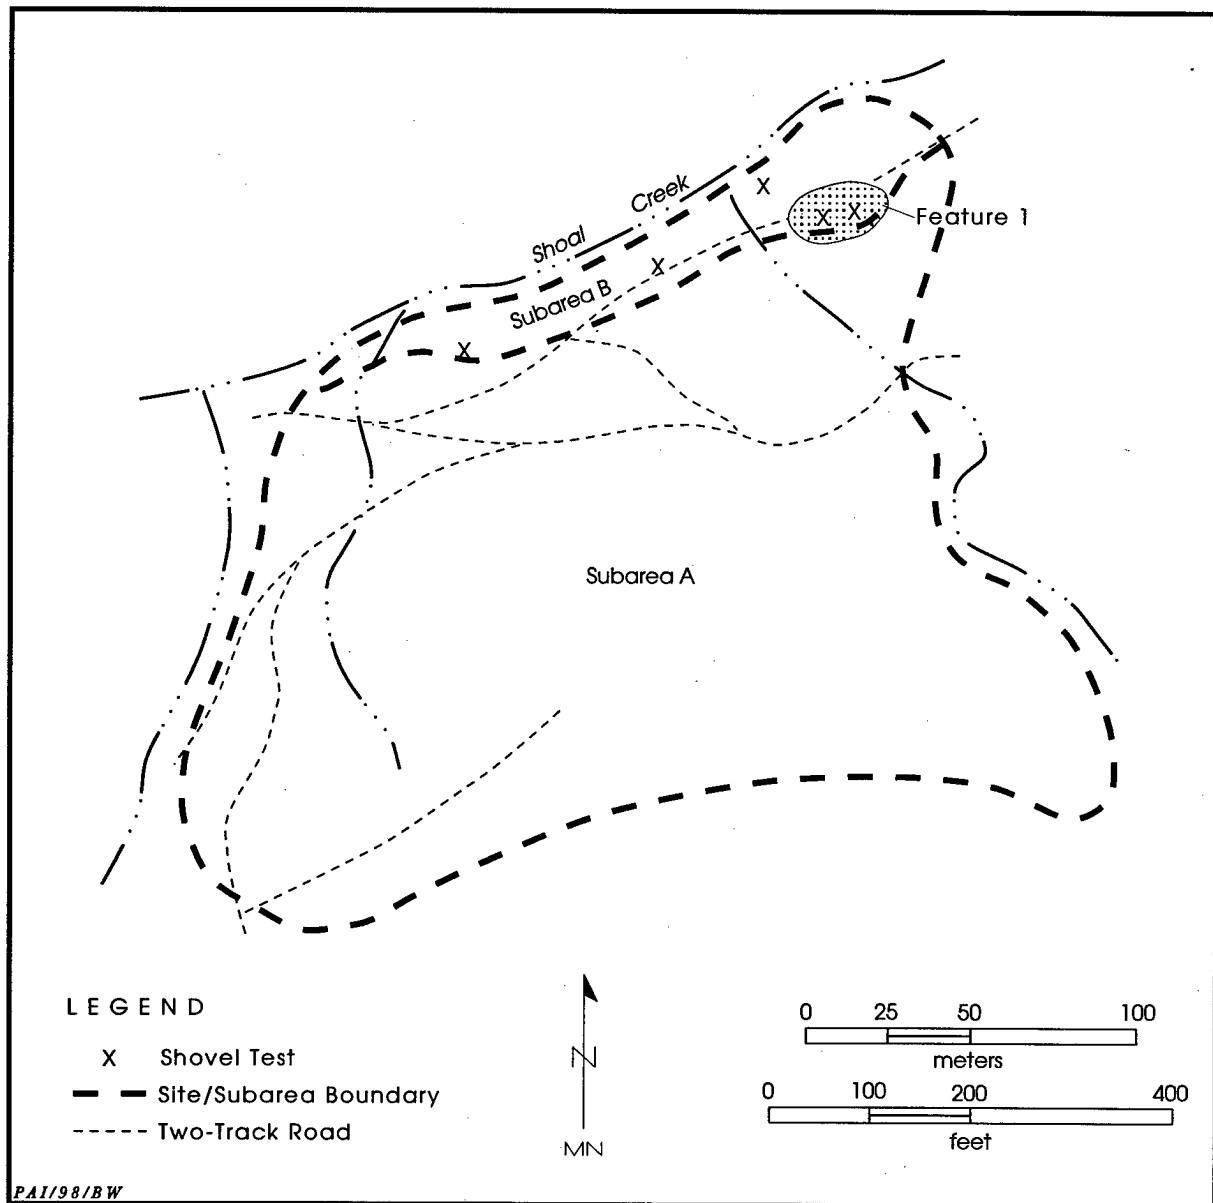 Shoal Creek
Feature 1
Subarea B
Subarea A
LEGEND
X Shovel Test
Site/Subarea Boundary
Two-Track Road
N
MN
0 25 50 100
meters
0 100 200 400
feet
PAI/98/BW